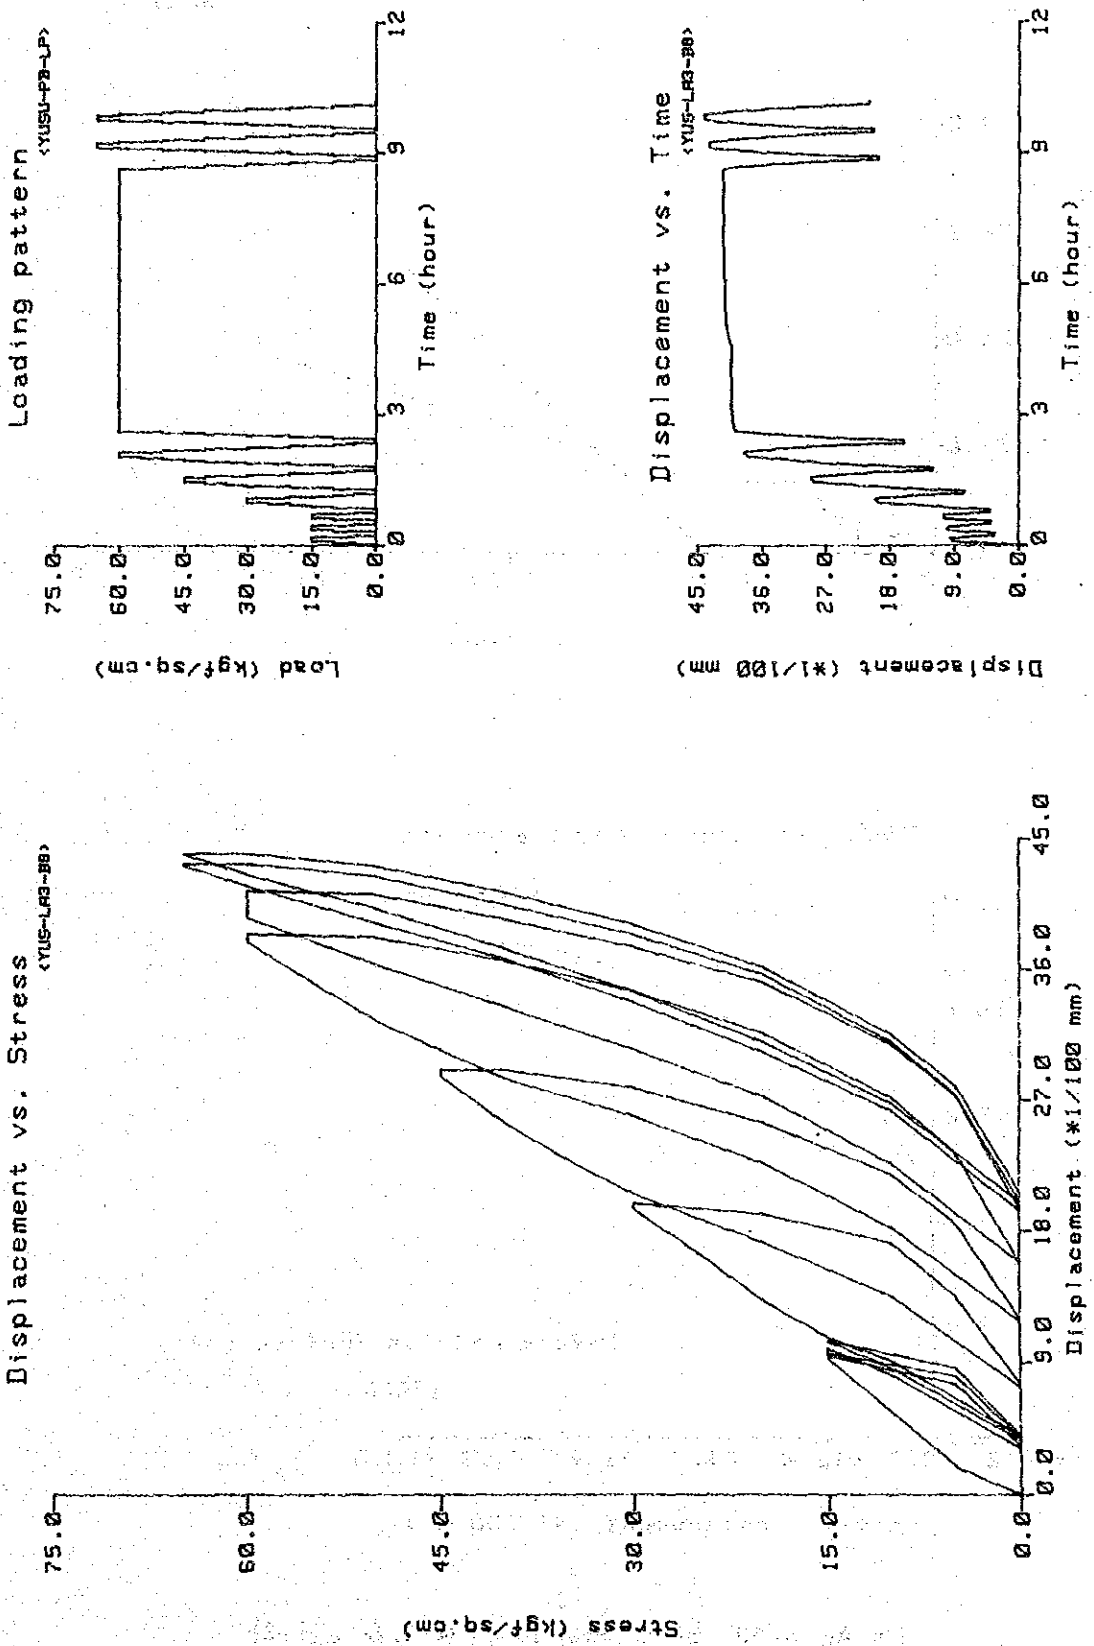 Displacement vs. Stress
<YUS-LA3-B8>
Stress (kgf/sq.cm)
75.0
60.0
45.0
30.0
15.0
0.0
0.0
9.0
18.0
27.0
36.0
45.0
Displacement (*1/100 mm)
Loading pattern
<YUSU-PB-LP>
Load (kgf/sq.cm)
75.0
60.0
45.0
30.0
15.0
0.0
0
3
6
9
12
Time (hour)
Displacement vs. Time
<YUS-LA3-B8>
Displacement (*1/100 mm)
45.0
36.0
27.0
18.0
9.0
0.0
0
3
6
9
12
Time (hour)